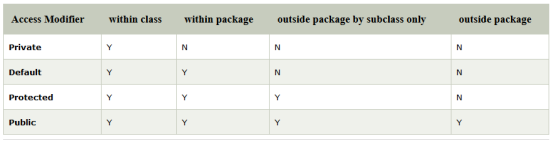 Access Modifier within class within package outside package by subclass only outside package
Private Y N N N
Default Y Y N N
Protected Y Y Y N
Public Y Y Y Y